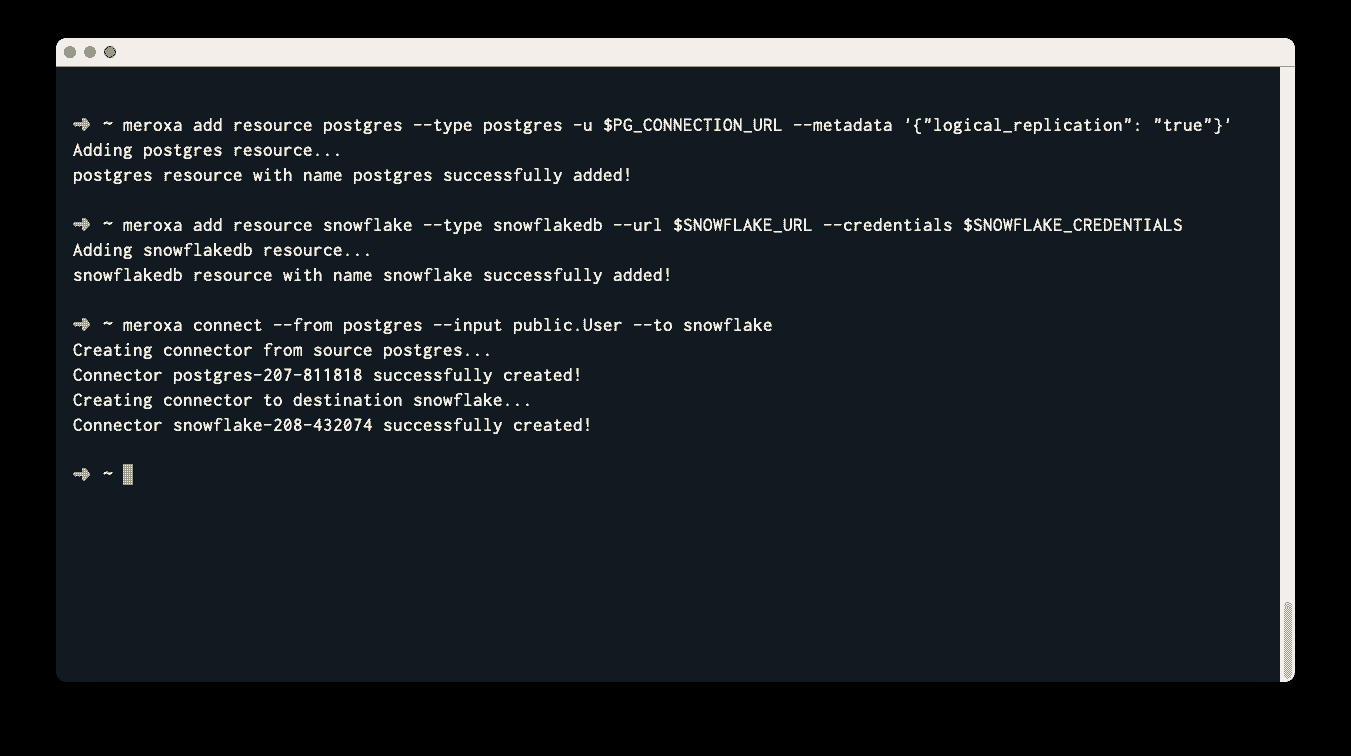 ➜ ~ meroxa add resource postgres --type postgres -u $PG_CONNECTION_URL --metadata '{"logical_replication": "true"}'
Adding postgres resource...
postgres resource with name postgres successfully added!
➜ ~ meroxa add resource snowflake --type snowflakedb --url $SNOWFLAKE_URL --credentials $SNOWFLAKE_CREDENTIALS
Adding snowflakedb resource...
snowflakedb resource with name snowflake successfully added!
➜ ~ meroxa connect --from postgres --input public.User --to snowflake
Creating connector from source postgres...
Connector postgres-207-811818 successfully created!
Creating connector to destination snowflake...
Connector snowflake-208-432074 successfully created!
➜ ~